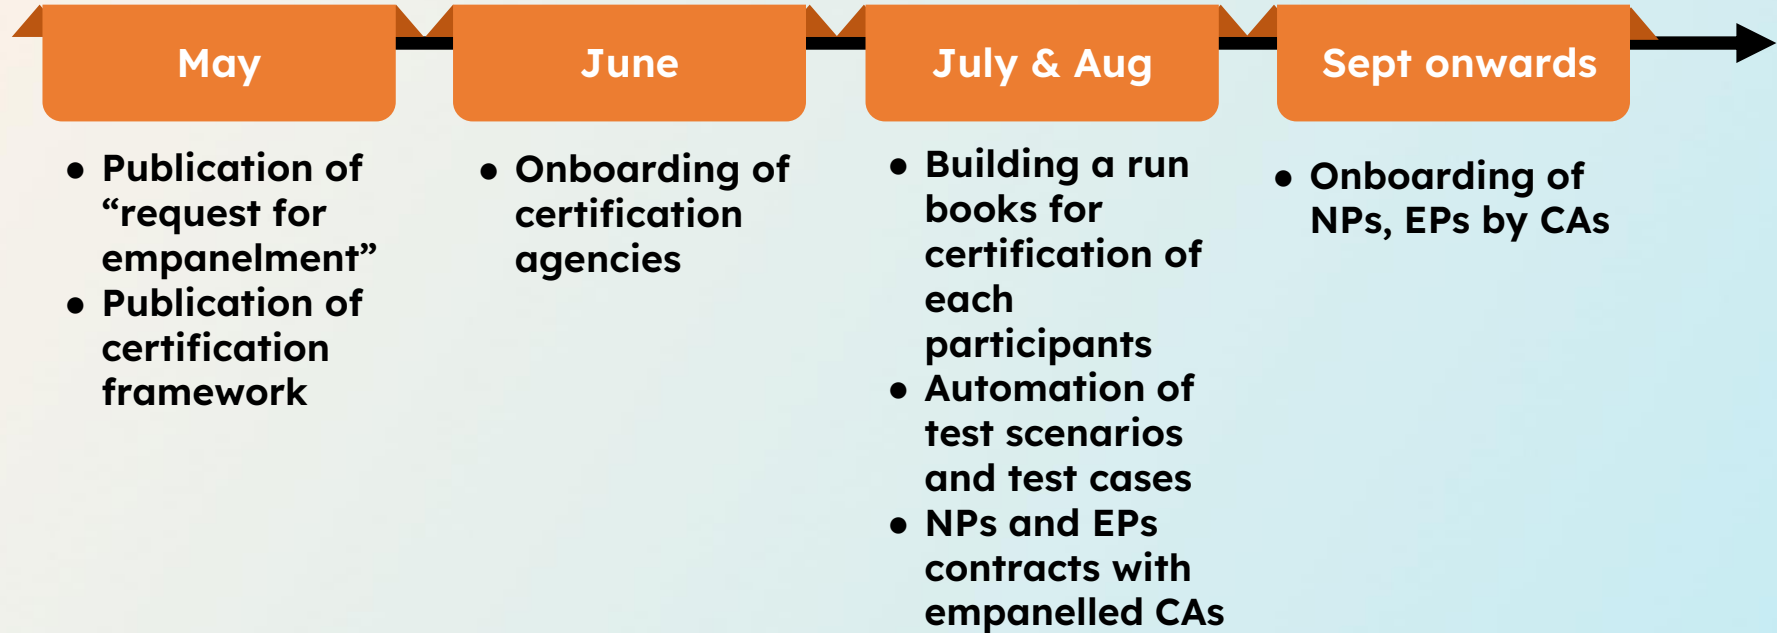 May
● Publication of
“request for
empanelment”
● Publication of
certification
framework
June
● Onboarding of
certification
agencies
July & Aug
● Building a run
books for
certification of
each
participants
● Automation of
test scenarios
and test cases
● NPs and EPs
contracts with
empanelled CAs
Sept onwards
● Onboarding of
NPs, EPs by CAs